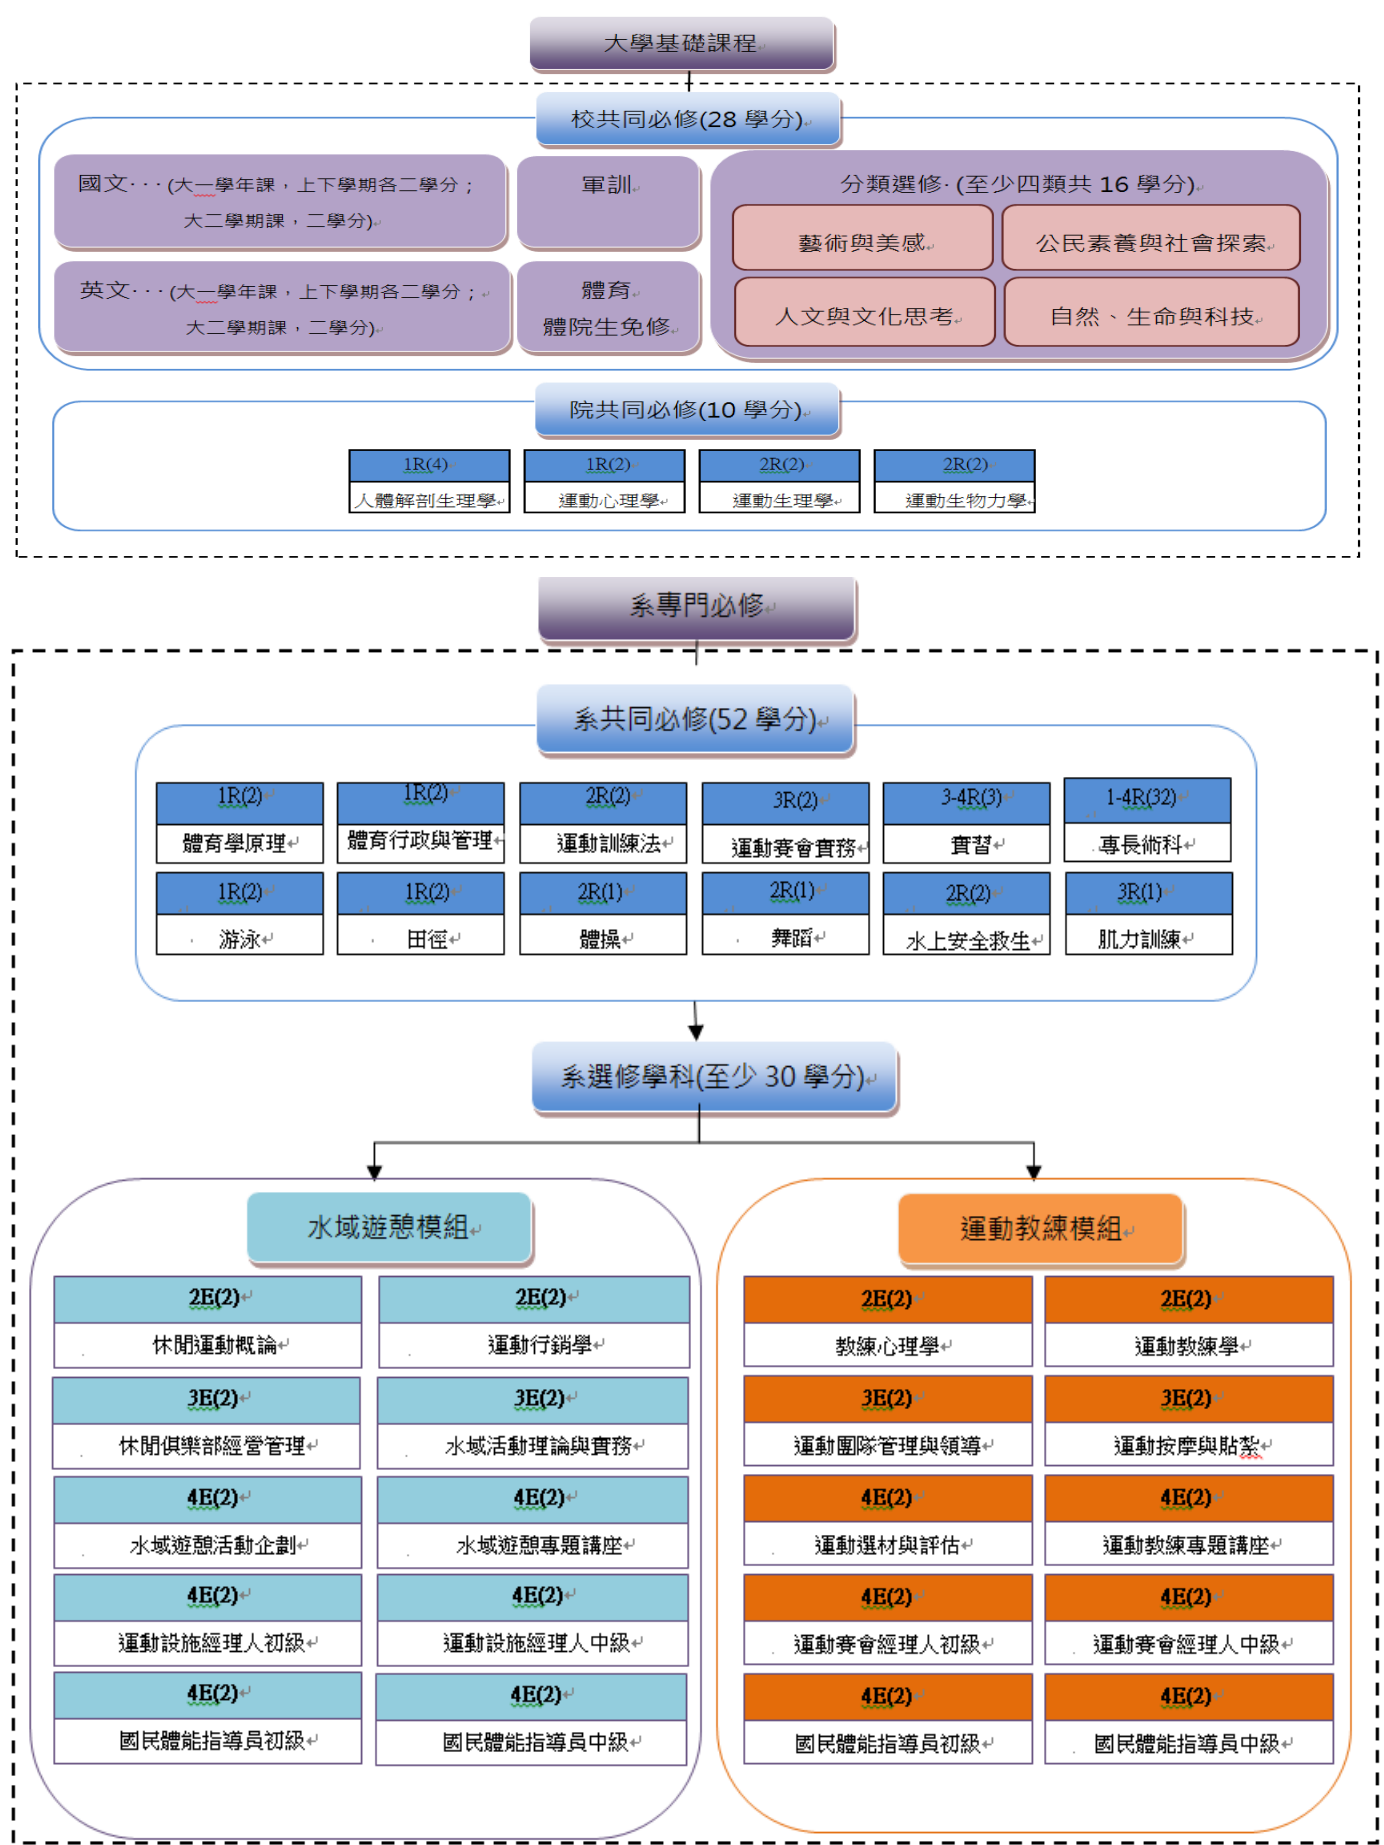 大學基礎課程
校共同必修(28 學分)
國文···(大一學年課，上下學期各二學分；
大二學期課，二學分)
軍訓
分類選修·(至少四類共 16 學分)
藝術與美感
公民素養與社會探索
英文···(大一學年課，上下學期各二學分；
大二學期課，二學分)
體育
體院生免修
人文與文化思考
自然、生命與科技
院共同必修(10 學分)
1R(4)
1R(2)
2R(2)
2R(2)
人體解剖生理學
運動心理學
運動生理學
運動生物力學
系專門必修
系共同必修(52 學分)
1R(2)
1R(2)
2R(2)
3R(2)
3-4R(3)
1-4R(32)
體育學原理
體育行政與管理
運動訓練法
運動賽會實務
實習
專長術科
1R(2)
1R(2)
2R(1)
2R(1)
2R(2)
3R(1)
游泳
田徑
體操
舞蹈
水上安全救生
肌力訓練
系選修學科(至少 30 學分)
水域遊憩模組
運動教練模組
2E(2)
2E(2)
2E(2)
2E(2)
休閒運動概論
運動行銷學
教練心理學
運動教練學
3E(2)
3E(2)
3E(2)
3E(2)
休閒俱樂部經營管理
水域活動理論與實務
運動團隊管理與領導
運動按摩與貼紮
4E(2)
4E(2)
4E(2)
4E(2)
水域遊憩活動企劃
水域遊憩專題講座
運動選材與評估
運動教練專題講座
4E(2)
4E(2)
4E(2)
4E(2)
運動設施經理人初級
運動設施經理人中級
運動賽會經理人初級
運動賽會經理人中級
4E(2)
4E(2)
4E(2)
4E(2)
國民體能指導員初級
國民體能指導員中級
國民體能指導員初級
國民體能指導員中級